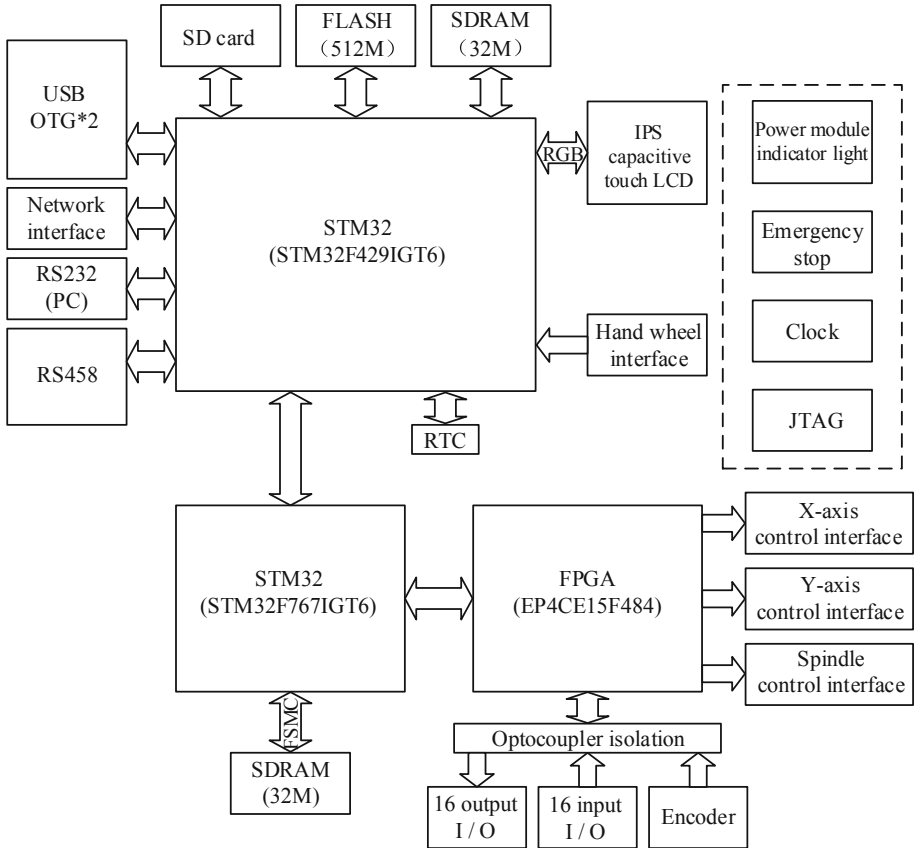 SD card
FLASH
（512M）
SDRAM
（32M）
USB
OTG*2
Network
interface
RS232
(PC)
RS458
STM32
(STM32F429IGT6)
RGB
IPS
capacitive
touch LCD
Hand wheel
interface
RTC
Power module
indicator light
Emergency
stop
Clock
JTAG
STM32
(STM32F767IGT6)
FPGA
(EP4CE15F484)
X-axis
control interface
Y-axis
control interface
Spindle
control interface
FSMC
SDRAM
(32M)
Optocoupler isolation
16 output
I / O
16 input
I / O
Encoder